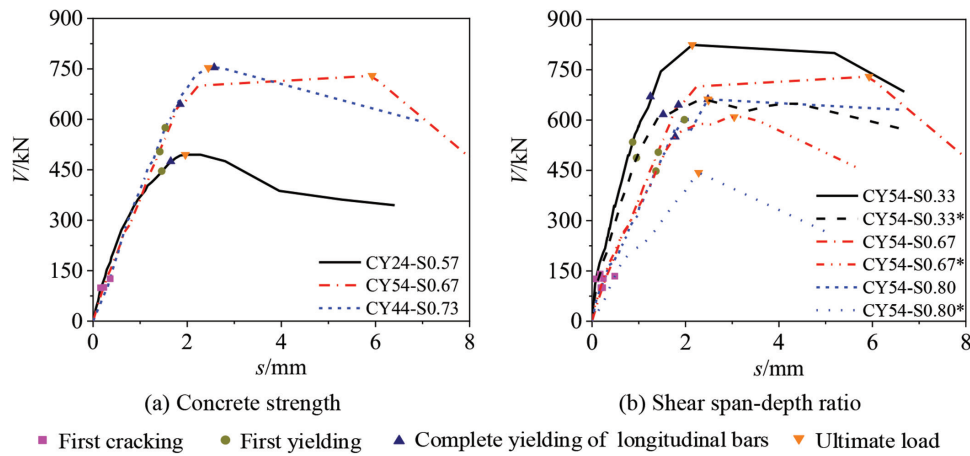 900
750
600
450
300
150
0
V/kN
0
2
4
6
8
s/mm
CY24-S0.57
CY54-S0.67
CY44-S0.73
(a) Concrete strength
900
750
600
450
300
150
0
V/kN
0
2
4
6
8
s/mm
CY54-S0.33
CY54-S0.33*
CY54-S0.67
CY54-S0.67*
CY54-S0.80
CY54-S0.80*
(b) Shear span-depth ratio
First cracking
First yielding
Complete yielding of longitudinal bars
Ultimate load